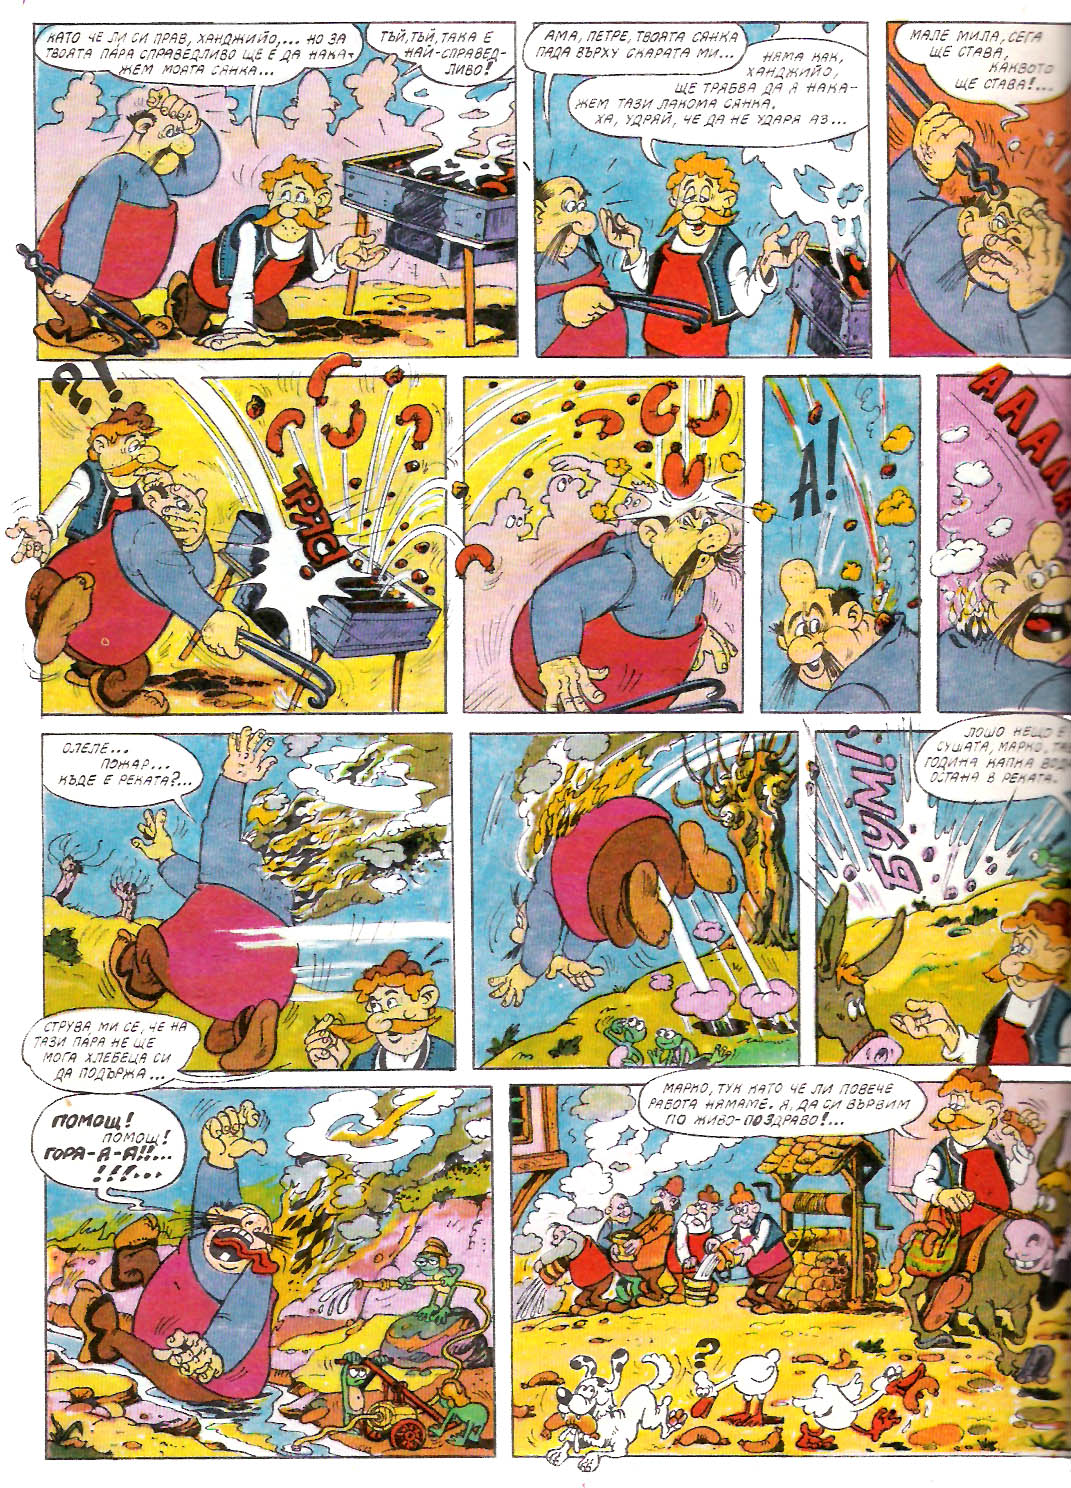 КАТО ЧЕ ЛИ СИ ПРАВ, ХАНДЖИЙО,... НО ЗА
ТВОЯТА ПАРА СПРАВЕДЛИВО ЩЕ Е ДА НАКА-
ЖЕМ МОЯТА СЯНКА...
ТЪЙ, ТЪЙ, ТАКА Е
НАЙ-СПРАВЕД-
ЛИВО!
АМА, ПЕТРЕ, ТВОЯТА СЯНКА
ПАДА ВЪРХУ СКАРАТА МИ...
НЯМА КАК,
ХАНДЖИЙО,
ЩЕ ТРЯБВА ДА Я НАКА-
ЖЕМ ТАЗИ ЛАКОМА СЯНКА.
ХА, УДРЯЙ, ЧЕ ДА НЕ УДАРЯ АЗ...
МАЛЕ МИЛА, СЕГА
ЩЕ СТАВА,
КАКВОТО
ЩЕ СТАВА!...
?!
ТРЯС!
А!
АААА
ОЛЕЛЕ...
ПОЖАР...
КЪДЕ Е РЕКАТА?...
СТРУВА МИ СЕ, ЧЕ НА
ТАЗИ ПАРА НЕ ЩЕ
МОГА ХЛЕБЕЦА СИ
ДА ПОДЪРЖА...
БУМ!
ЛОШО НЕЩО Е
СУШАТА, МАРКО, ТАЗ
ГОДИНА КАПКА ВОДА
ОСТАНА В РЕКАТА.
ПОМОЩ!
ПОМОЩ!
ГОРЯ-Я-Я!!!...
!!!...
МАРКО, ТУК КАТО ЧЕ ЛИ ПОВЕЧЕ
РАБОТА НЯМАМЕ. Я, ДА СИ ВЪРВИМ
ПО ЖИВО-ПОЗДРАВО!...
?